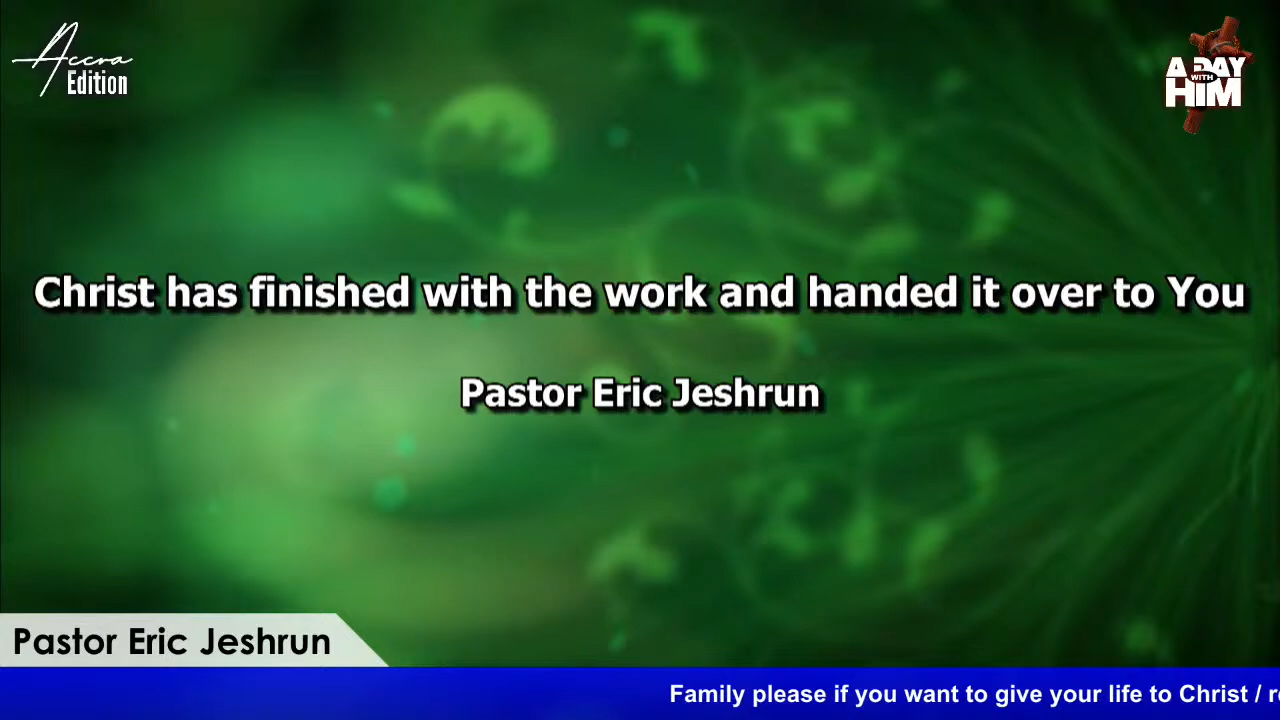 Accra
Edition
A DAY
WITH
HIM
Christ has finished with the work and handed it over to You
Pastor Eric Jeshrun
Pastor Eric Jeshrun
Family please if you want to give your life to Christ /